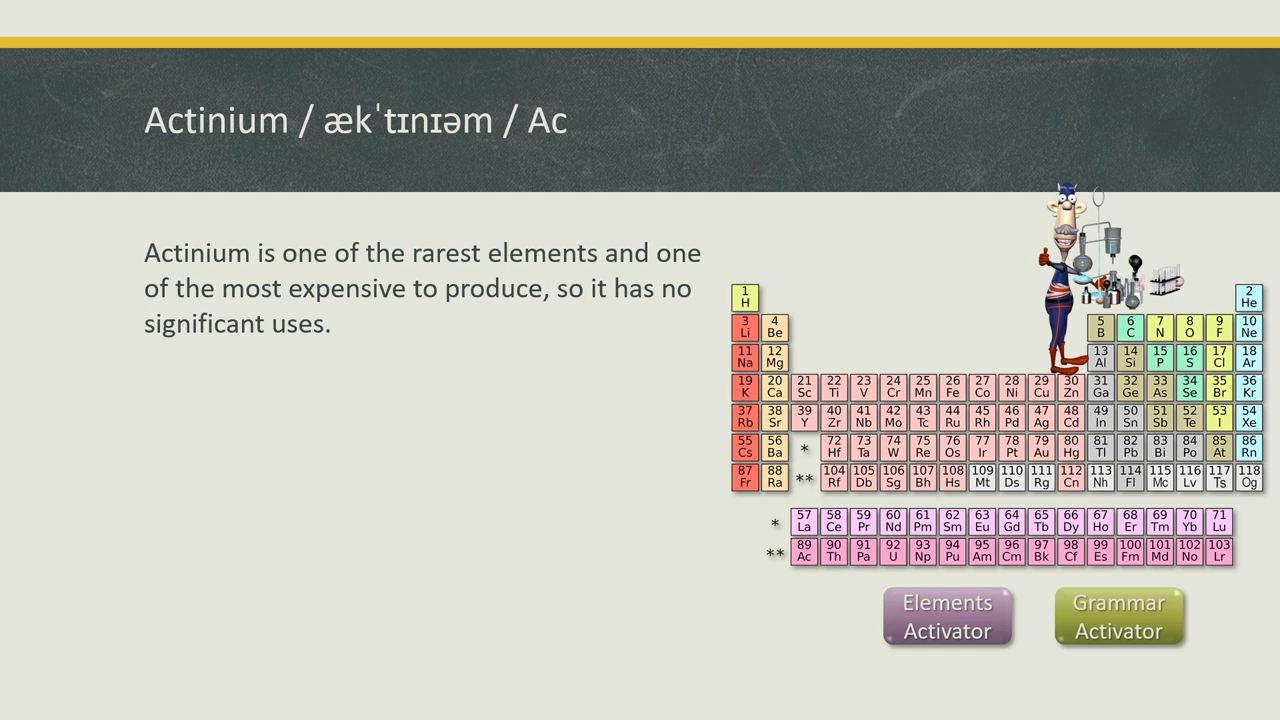 Actinium / ækˈtɪnɪəm / Ac
Actinium is one of the rarest elements and one
of the most expensive to produce, so it has no
significant uses.
1 2
H He
3 4 5 6 7 8 9 10
Li Be B C N O F Ne
11 12 13 14 15 16 17 18
Na Mg Al Si P S Cl Ar
19 20 21 22 23 24 25 26 27 28 29 30 31 32 33 34 35 36
K Ca Sc Ti V Cr Mn Fe Co Ni Cu Zn Ga Ge As Se Br Kr
37 38 39 40 41 42 43 44 45 46 47 48 49 50 51 52 53 54
Rb Sr Y Zr Nb Mo Tc Ru Rh Pd Ag Cd In Sn Sb Te I Xe
55 56 * 72 73 74 75 76 77 78 79 80 81 82 83 84 85 86
Cs Ba Hf Ta W Re Os Ir Pt Au Hg Tl Pb Bi Po At Rn
87 88 ** 104 105 106 107 108 109 110 111 112 113 114 115 116 117 118
Fr Ra Rf Db Sg Bh Hs Mt Ds Rg Cn Nh Fl Mc Lv Ts Og
* 57 58 59 60 61 62 63 64 65 66 67 68 69 70 71
La Ce Pr Nd Pm Sm Eu Gd Tb Dy Ho Er Tm Yb Lu
** 89 90 91 92 93 94 95 96 97 98 99 100 101 102 103
Ac Th Pa U Np Pu Am Cm Bk Cf Es Fm Md No Lr
Elements
Activator
Grammar
Activator